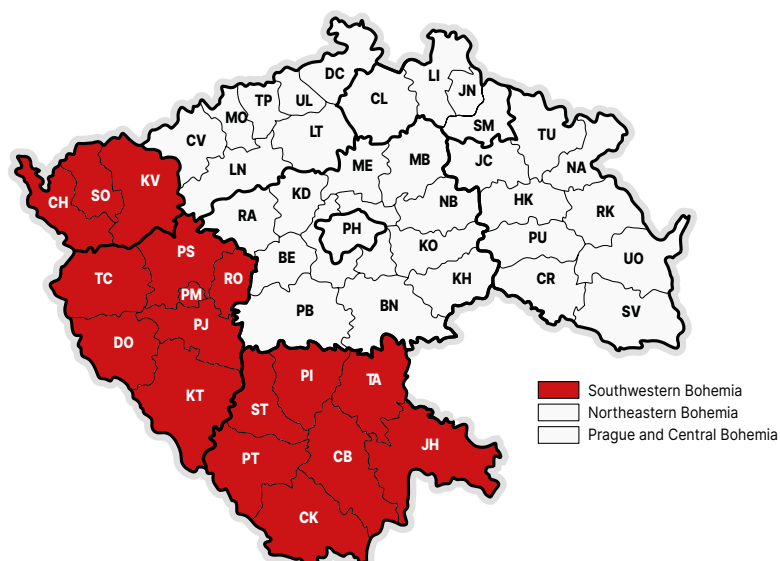 DC
LI
JN
CL
TP
UL
MO
CV
LT
SM
TU
LN
ME
MB
JC
NA
CH
SO
KV
RA
KD
NB
HK
RK
PH
BE
KO
PU
UO
TC
PS
RO
PM
KH
CR
PB
BN
SV
DO
PJ
KT
PI
TA
ST
PT
CB
JH
CK
Southwestern Bohemia
Northeastern Bohemia
Prague and Central Bohemia